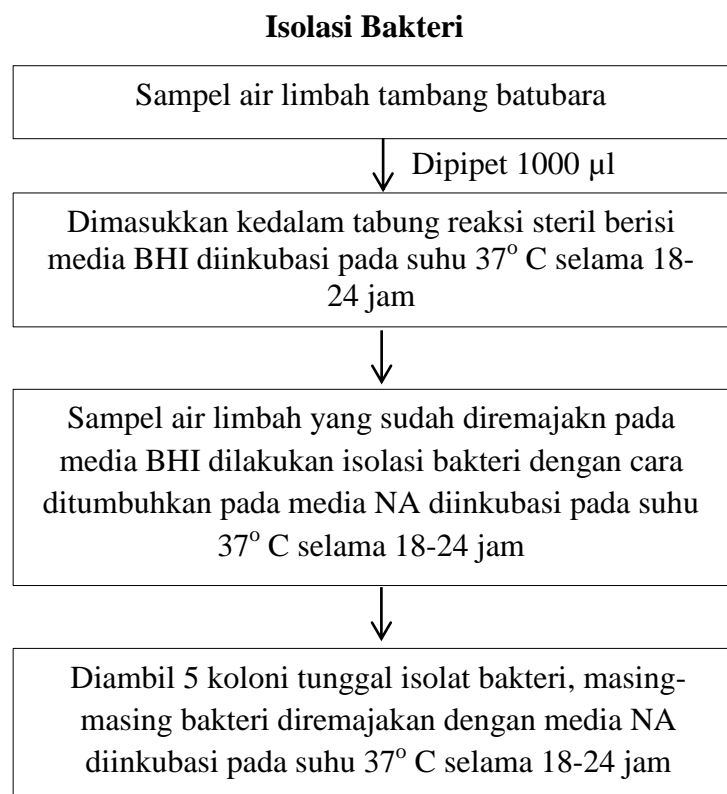 Isolasi Bakteri
Sampel air limbah tambang batubara
Dipipet 1000 µl
Dimasukkan kedalam tabung reaksi steril berisi
media BHI diinkubasi pada suhu 37o C selama 18-
24 jam
Sampel air limbah yang sudah diremajakn pada
media BHI dilakukan isolasi bakteri dengan cara
ditumbuhkan pada media NA diinkubasi pada suhu
37o C selama 18-24 jam
Diambil 5 koloni tunggal isolat bakteri, masing-
masing bakteri diremajakan dengan media NA
diinkubasi pada suhu 37o C selama 18-24 jam